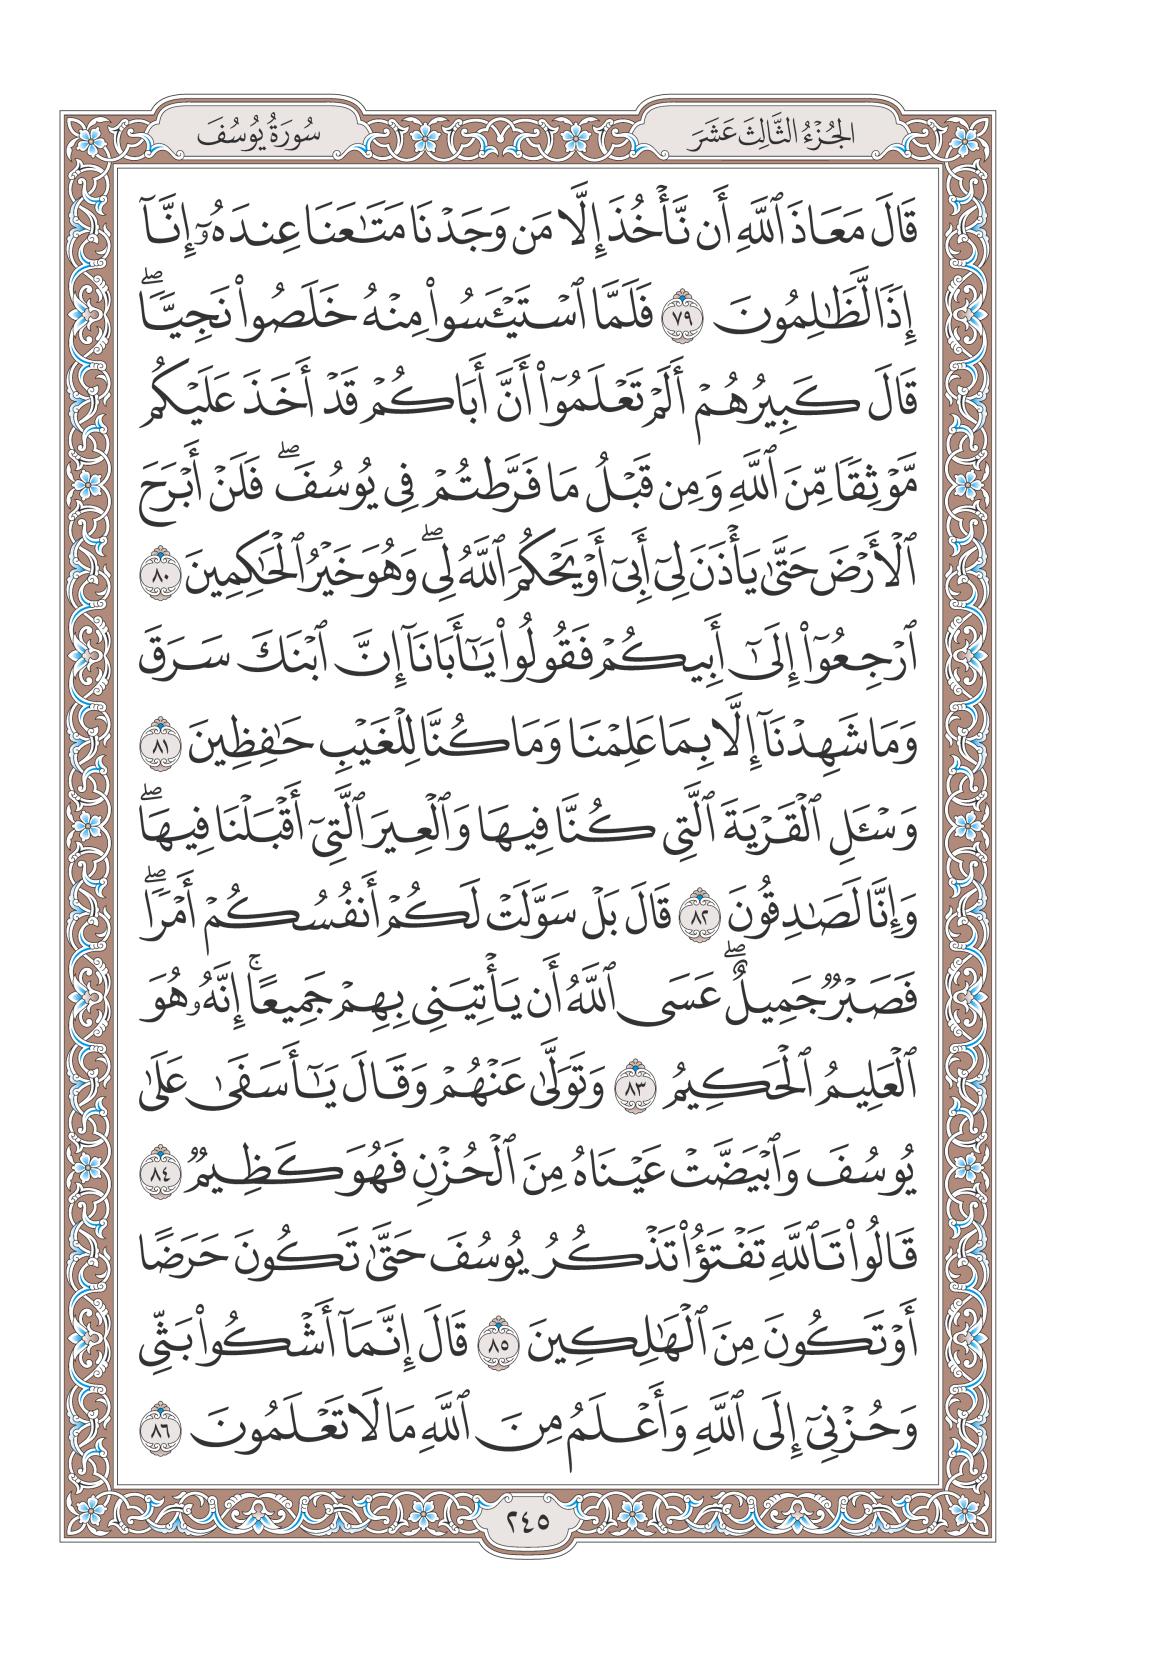 الجُزْءُ الثَّالِثَ عَشَرَ
سُورَةُ يُوسُفَ
قَالَ مَعَاذَ ٱللَّهِ أَن نَّأْخُذَ إِلَّا مَن وَجَدْنَا مَتَٰعَنَا عِندَهُۥٓ إِنَّآ
إِذًا لَّظَٰلِمُونَ ٧٩ فَلَمَّا ٱسْتَيْـَٔسُوا۟ مِنْهُ خَلَصُوا۟ نَجِيًّاۖ
قَالَ كَبِيرُهُمْ أَلَمْ تَعْلَمُوٓا۟ أَنَّ أَبَاكُمْ قَدْ أَخَذَ عَلَيْكُم
مَّوْثِقًا مِّنَ ٱللَّهِ وَمِن قَبْلُ مَا فَرَّطتُمْ فِى يُوسُفَۖ فَلَنْ أَبْرَحَ
ٱلْأَرْضَ حَتَّىٰ يَأْذَنَ لِىٓ أَبِىٓ أَوْ يَحْكُمَ ٱللَّهُ لِىۖ وَهُوَ خَيْرُ ٱلْحَٰكِمِينَ ٨٠
ٱرْجِعُوٓا۟ إِلَىٰٓ أَبِيكُمْ فَقُولُوا۟ يَٰٓأَبَانَآ إِنَّ ٱبْنَكَ سَرَقَ
وَمَا شَهِدْنَآ إِلَّا بِمَا عَلِمْنَا وَمَا كُنَّا لِلْغَيْبِ حَٰفِظِينَ ٨١
وَسْـَٔلِ ٱلْقَرْيَةَ ٱلَّتِى كُنَّا فِيهَا وَٱلْعِيرَ ٱلَّتِىٓ أَقْبَلْنَا فِيهَاۖ
وَإِنَّا لَصَٰدِقُونَ ٨٢ قَالَ بَلْ سَوَّلَتْ لَكُمْ أَنفُسُكُمْ أَمْرًاۖ
فَصَبْرٌ جَمِيلٌۖ عَسَى ٱللَّهُ أَن يَأْتِيَنِى بِهِمْ جَمِيعًاۚ إِنَّهُۥ هُوَ
ٱلْعَلِيمُ ٱلْحَكِيمُ ٨٣ وَتَوَلَّىٰ عَنْهُمْ وَقَالَ يَٰٓأَسَفَىٰ عَلَىٰ
يُوسُفَ وَٱبْيَضَّتْ عَيْنَاهُ مِنَ ٱلْحُزْنِ فَهُوَ كَظِيمٌ ٨٤
قَالُوا۟ تَٱللَّهِ تَفْتَؤُا۟ تَذْكُرُ يُوسُفَ حَتَّىٰ تَكُونَ حَرَضًا
أَوْ تَكُونَ مِنَ ٱلْهَٰلِكِينَ ٨٥ قَالَ إِنَّمَآ أَشْكُوا۟ بَثِّى
وَحُزْنِىٓ إِلَى ٱللَّهِ وَأَعْلَمُ مِنَ ٱللَّهِ مَا لَا تَعْلَمُونَ ٨٦
٢٤٥